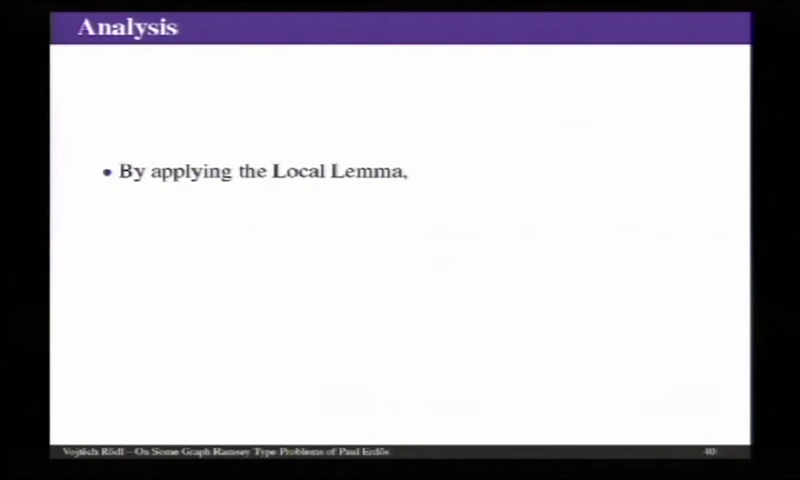 Analysis
• By applying the Local Lemma,
Vojtěch Rödl – On Some Graph Ramsey Type Problems of Paul Erdős
40